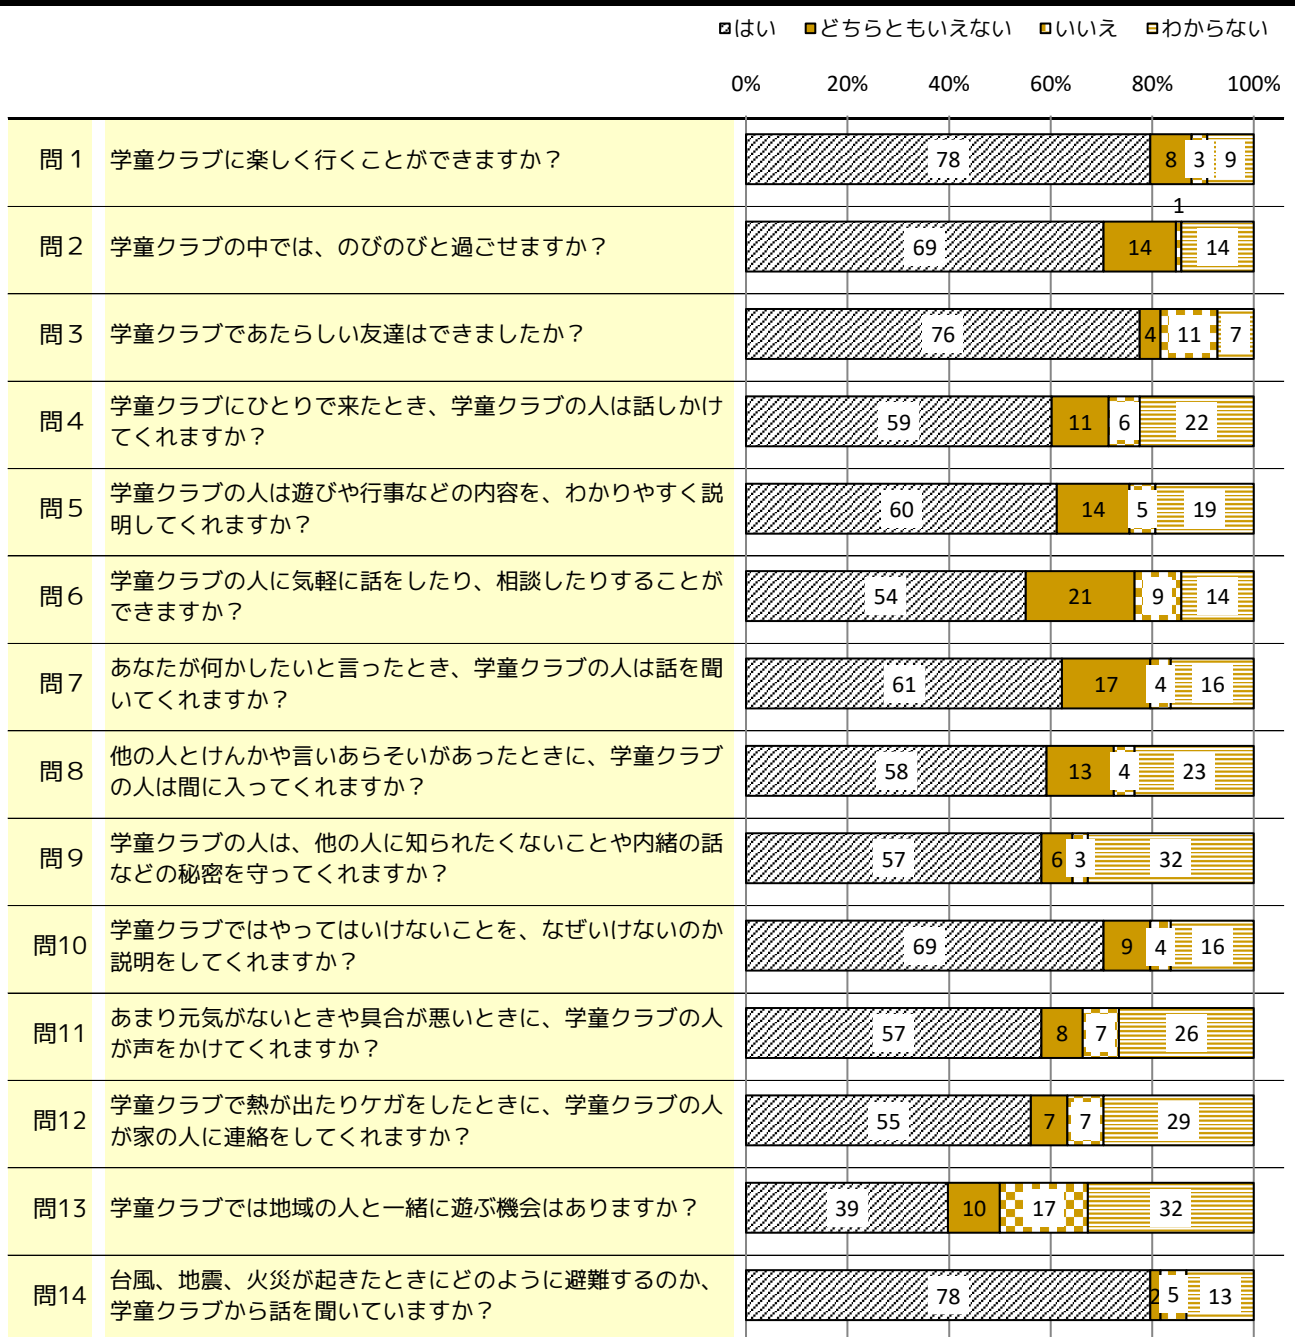 はい どちらともいえない いいえ わからない
0% 20% 40% 60% 80% 100%
問1 学童クラブに楽しく行くことができますか？ 78 8 3 9
問2 学童クラブの中では、のびのびと過ごせますか？ 69 14 1 14
問3 学童クラブであたらしい友達はできましたか？ 76 4 11 7
問4 学童クラブにひとりで来たとき、学童クラブの人は話しかけ
てくれますか？ 59 11 6 22
問5 学童クラブの人は遊びや行事などの内容を、わかりやすく説
明してくれますか？ 60 14 5 19
問6 学童クラブの人に気軽に話をしたり、相談したりすることが
できますか？ 54 21 9 14
問7 あなたが何かしたいと言ったとき、学童クラブの人は話を聞
いてくれますか？ 61 17 4 16
問8 他の人とけんかや言いあらそいがあったときに、学童クラブ
の人は間に入ってくれますか？ 58 13 4 23
問9 学童クラブの人は、他の人に知られたくないことや内緒の話
などの秘密を守ってくれますか？ 57 6 3 32
問10 学童クラブではやってはいけないことを、なぜいけないのか
説明をしてくれますか？ 69 9 4 16
問11 あまり元気がないときや具合が悪いときに、学童クラブの人
が声をかけてくれますか？ 57 8 7 26
問12 学童クラブで熱が出たりケガをしたときに、学童クラブの人
が家の人に連絡をしてくれますか？ 55 7 7 29
問13 学童クラブでは地域の人と一緒に遊ぶ機会はありますか？ 39 10 17 32
問14 台風、地震、火災が起きたときにどのように避難するのか、
学童クラブから話を聞いていますか？ 78 2 5 13